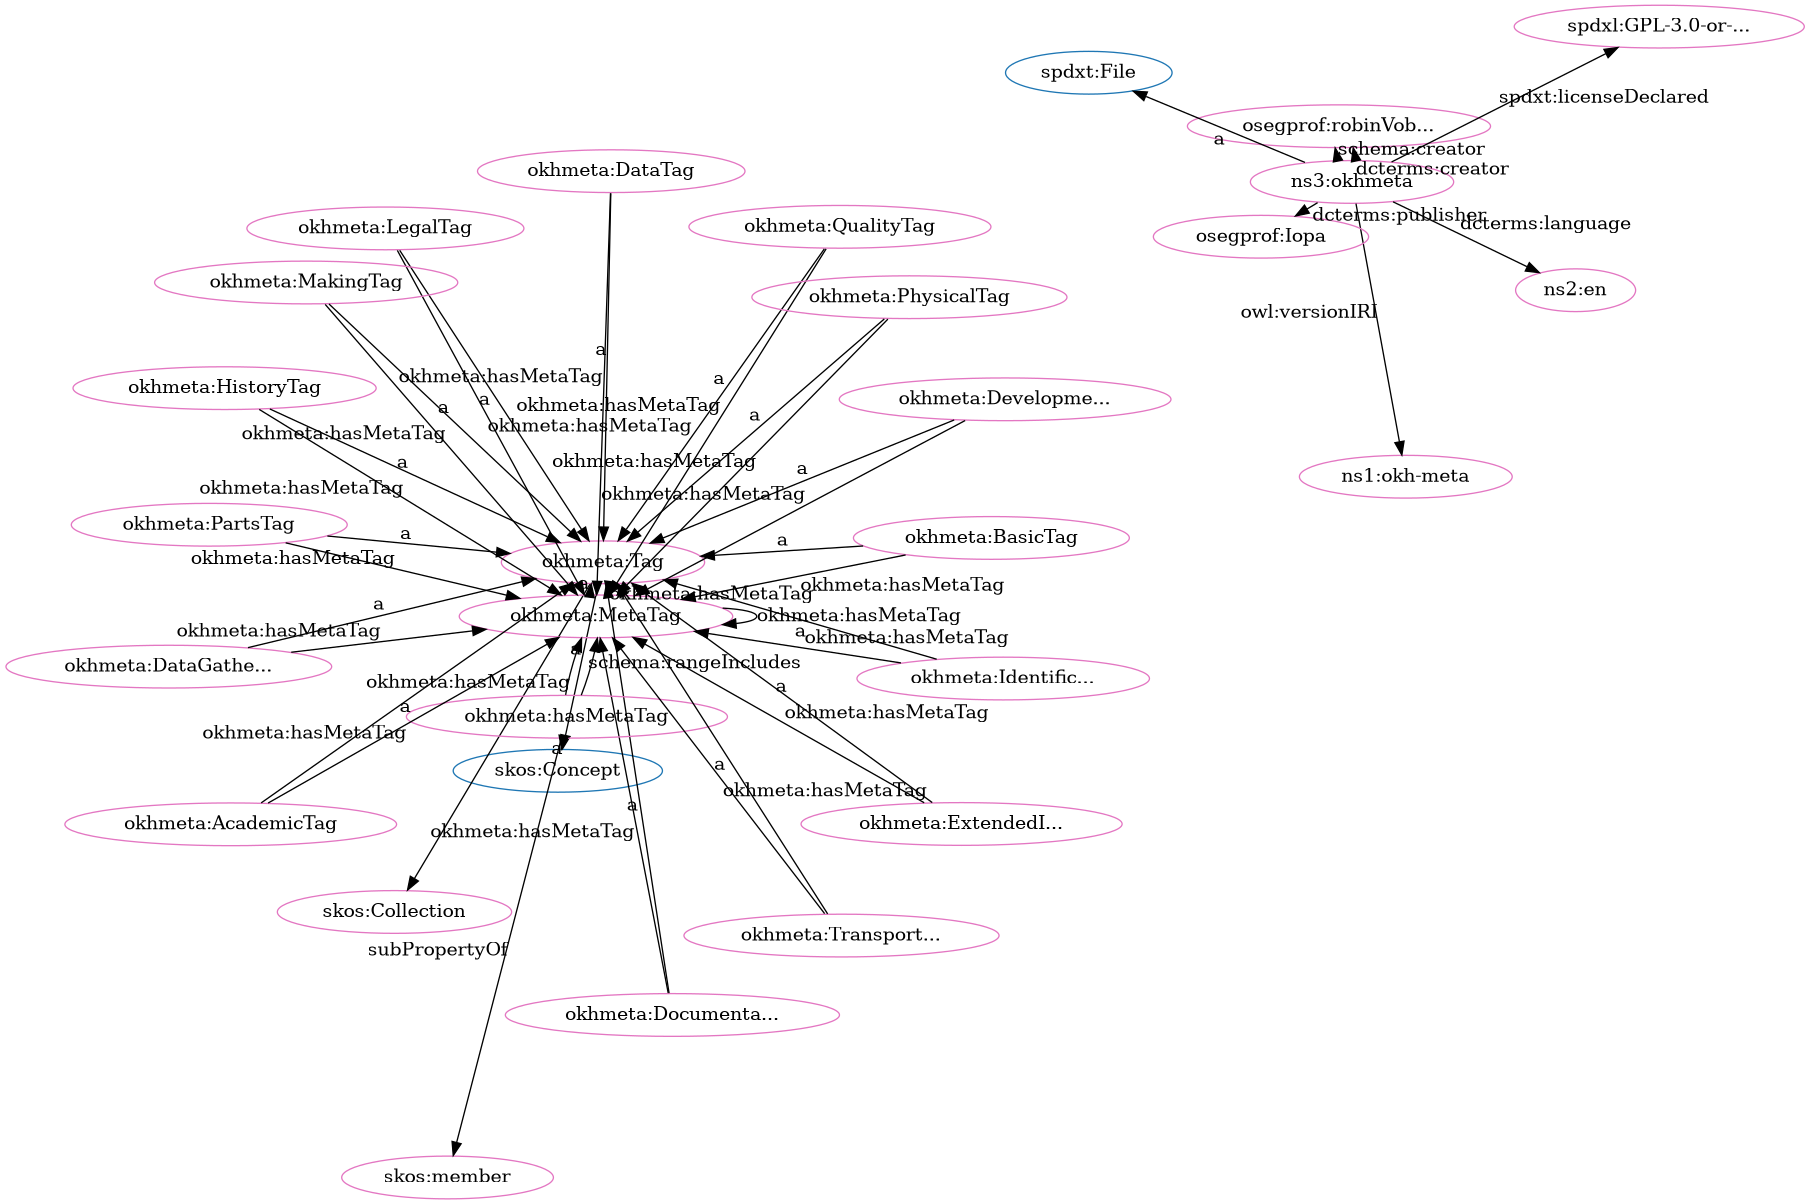 spdxl:GPL-3.0-or-...
spdxt:File
spdxt:licenseDeclared
osegprof:robinVob...
a
schema:creator
dcterms:creator
okhmeta:DataTag
ns3:okhmeta
dcterms:publisher
okhmeta:LegalTag
okhmeta:QualityTag
dcterms:language
osegprof:Iopa
okhmeta:MakingTag
ns2:en
okhmeta:PhysicalTag
owl:versionIRI
a
okhmeta:hasMetaTag
a
okhmeta:HistoryTag
a
okhmeta:Developme...
a
okhmeta:hasMetaTag
a
okhmeta:hasMetaTag
okhmeta:hasMetaTag
a
okhmeta:hasMetaTag
a
ns1:okh-meta
okhmeta:hasMetaTag
okhmeta:hasMetaTag
okhmeta:PartsTag
a
a
okhmeta:BasicTag
okhmeta:hasMetaTag
okhmeta:Tag
a
okhmeta:hasMetaTag
okhmeta:hasMetaTag
a
okhmeta:MetaTag
okhmeta:hasMetaTag
okhmeta:hasMetaTag
a
okhmeta:hasMetaTag
a
schema:rangeIncludes
okhmeta:DataGathe...
okhmeta:Identific...
okhmeta:hasMetaTag
a
a
okhmeta:hasMetaTag
okhmeta:hasMetaTag
okhmeta:hasMetaTag
a
skos:Concept
a
okhmeta:hasMetaTag
a
okhmeta:AcademicTag
okhmeta:ExtendedI...
okhmeta:hasMetaTag
skos:Collection
okhmeta:Transport...
subPropertyOf
okhmeta:Documenta...
skos:member